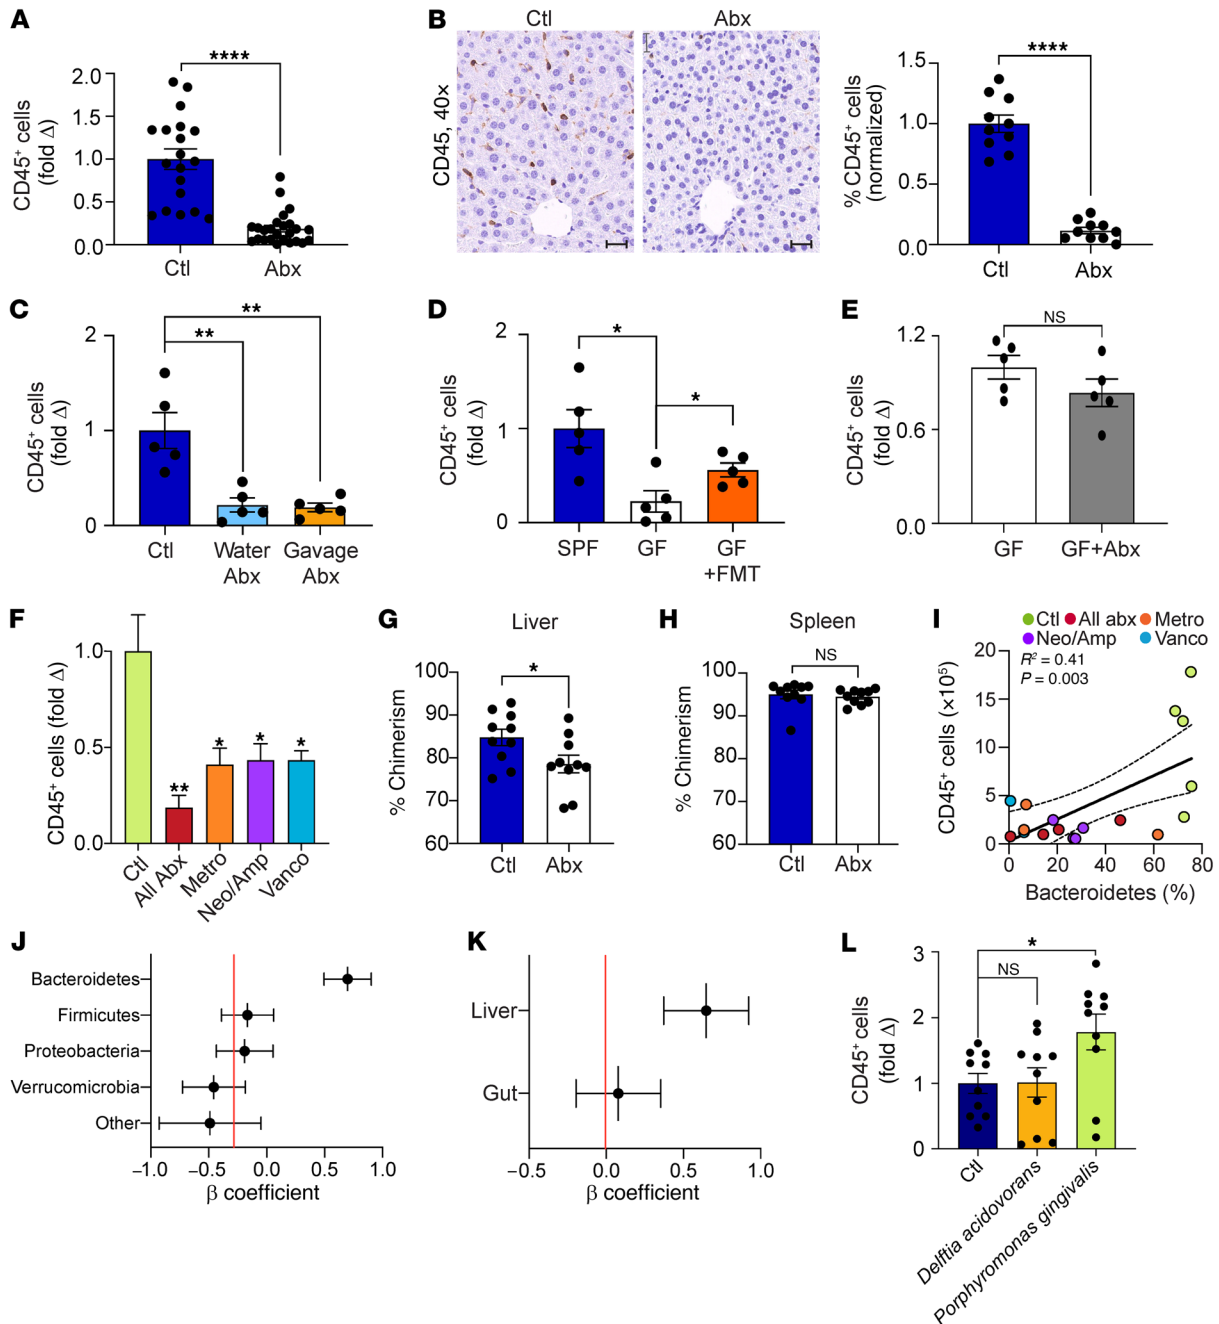 A
CD45+ cells
(fold Δ)
2.0
1.5
1.0
0.5
0.0
****
Ctl
Abx
B
Ctl
Abx
CD45, 40×
% CD45+ cells
(normalized)
1.5
1.0
0.5
0.0
****
Ctl
Abx
C
CD45+ cells
(fold Δ)
2
1
0
**
**
Ctl
Water
Abx
Gavage
Abx
D
CD45+ cells
(fold Δ)
2
1
0
*
*
SPF
GF
GF
+FMT
E
CD45+ cells
(fold Δ)
1.2
0.6
0.0
NS
GF
GF+Abx
F
CD45+ cells (fold Δ)
1.0
0.5
0.0
**
*
*
*
Ctl
All Abx
Metro
Neo/Amp
Vanco
G
Liver
% Chimerism
100
90
80
70
60
*
Ctl
Abx
H
Spleen
% Chimerism
100
90
80
70
60
NS
Ctl
Abx
I
Ctl
All abx
Metro
Neo/Amp
Vanco
R² = 0.41
P = 0.003
CD45+ cells (×10⁵)
20
15
10
5
0
0
20
40
60
80
Bacteroidetes (%)
J
Bacteroidetes
Firmicutes
Proteobacteria
Verrucomicrobia
Other
−1.0
−0.5
0.0
0.5
1.0
β coefficient
K
Liver
Gut
−0.5
0.0
0.5
1.0
β coefficient
L
CD45+ cells
(fold Δ)
3
2
1
0
*
NS
Ctl
Delftia acidovorans
Porphyromonas gingivalis